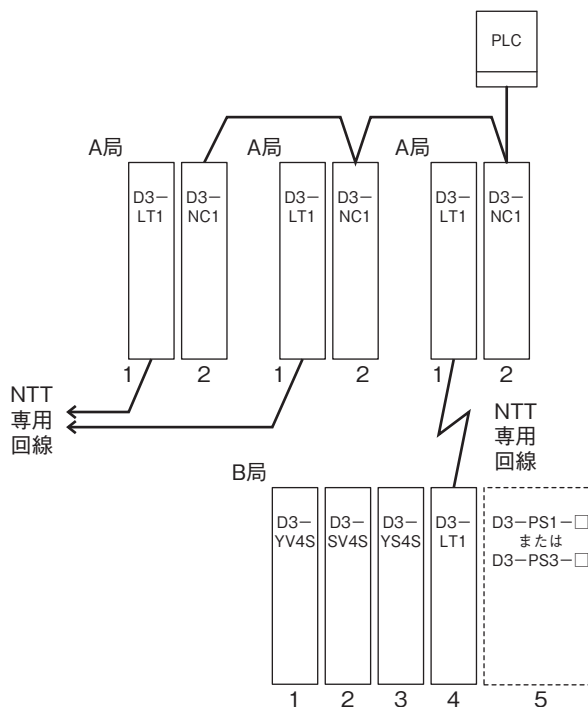 PLC
A局
A局
A局
D3－
LT1
D3－
NC1
D3－
LT1
D3－
NC1
D3－
LT1
D3－
NC1
1
2
1
2
1
2
NTT
専用
回線
NTT
専用
回線
B局
D3－
YV4S
D3－
SV4S
D3－
YS4S
D3－
LT1
D3－PS1－□
または
D3－PS3－□
1
2
3
4
5